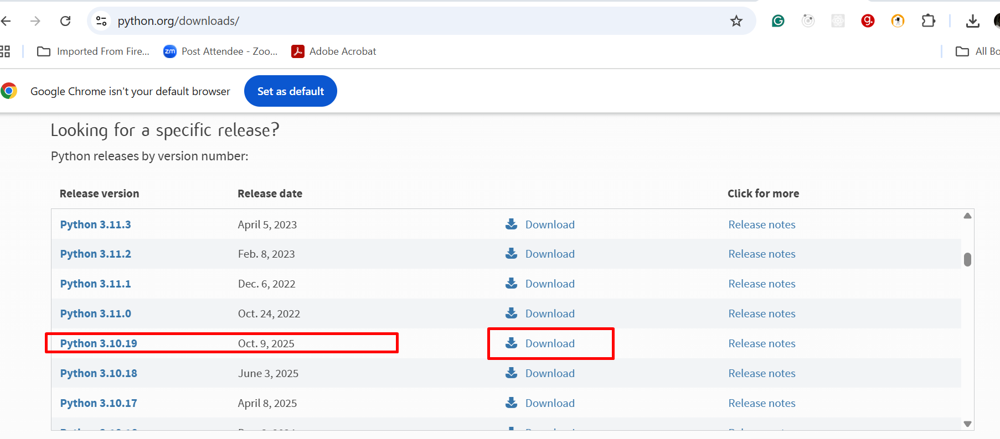 python.org/downloads/
Imported From Fire...
zm Post Attendee - Zoo...
Adobe Acrobat
All Bo
Google Chrome isn't your default browser
Set as default
Looking for a specific release?
Python releases by version number:
Release version Release date Click for more
Python 3.11.3 April 5, 2023 Download Release notes
Python 3.11.2 Feb. 8, 2023 Download Release notes
Python 3.11.1 Dec. 6, 2022 Download Release notes
Python 3.11.0 Oct. 24, 2022 Download Release notes
Python 3.10.19 Oct. 9, 2025 Download Release notes
Python 3.10.18 June 3, 2025 Download Release notes
Python 3.10.17 April 8, 2025 Download Release notes